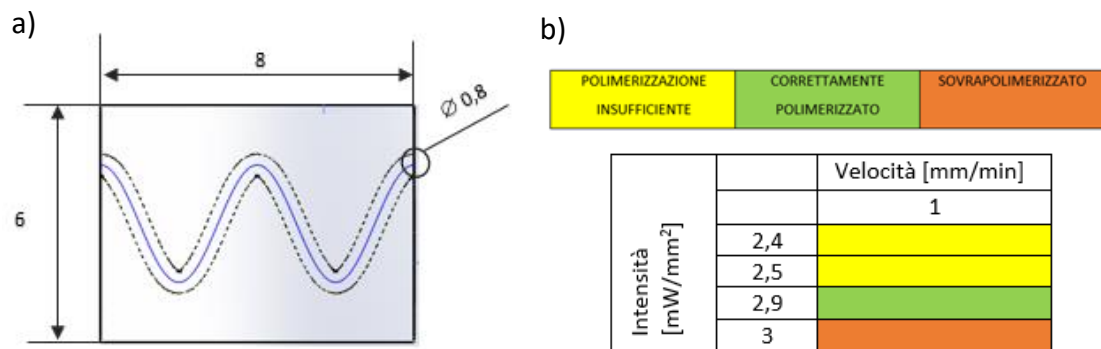 a)
8
Ø 0,8
6
b)
POLIMERIZZAZIONE
INSUFFICIENTE
CORRETTAMENTE
POLIMERIZZATO
SOVRAPOLIMERIZZATO
Velocità [mm/min]
1
Intensità
[mW/mm²]
2,4
2,5
2,9
3